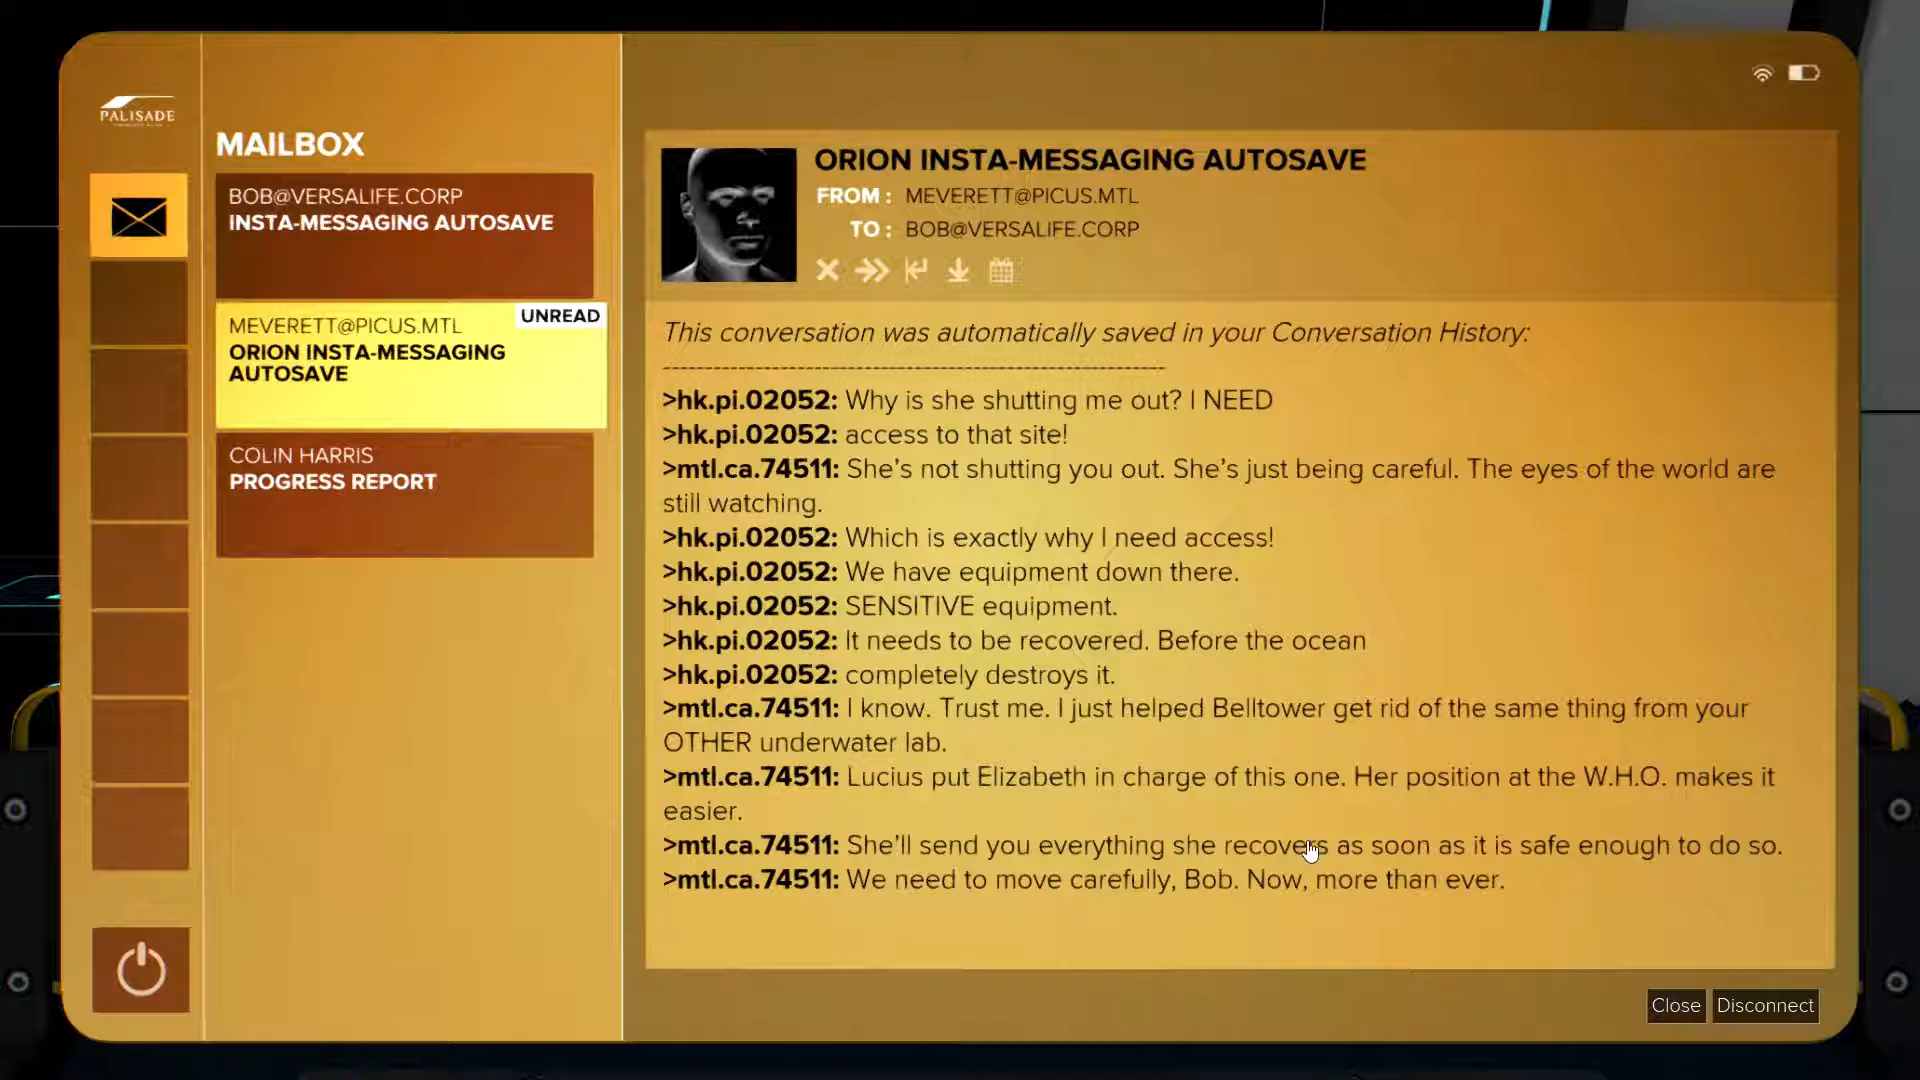 PALISADE
MAILBOX
BOB@VERSALIFE.CORP
INSTA-MESSAGING AUTOSAVE
UNREAD
MEVERETT@PICUS.MTL
ORION INSTA-MESSAGING
AUTOSAVE
COLIN HARRIS
PROGRESS REPORT
ORION INSTA-MESSAGING AUTOSAVE
FROM : MEVERETT@PICUS.MTL
TO : BOB@VERSALIFE.CORP
This conversation was automatically saved in your Conversation History:
------------------------------------------------------------
>hk.pi.02052: Why is she shutting me out? I NEED
>hk.pi.02052: access to that site!
>mtl.ca.74511: She's not shutting you out. She's just being careful. The eyes of the world are
still watching.
>hk.pi.02052: Which is exactly why I need access!
>hk.pi.02052: We have equipment down there.
>hk.pi.02052: SENSITIVE equipment.
>hk.pi.02052: It needs to be recovered. Before the ocean
>hk.pi.02052: completely destroys it.
>mtl.ca.74511: I know. Trust me. I just helped Belltower get rid of the same thing from your
OTHER underwater lab.
>mtl.ca.74511: Lucius put Elizabeth in charge of this one. Her position at the W.H.O. makes it
easier.
>mtl.ca.74511: She'll send you everything she recovers as soon as it is safe enough to do so.
>mtl.ca.74511: We need to move carefully, Bob. Now, more than ever.
Close Disconnect